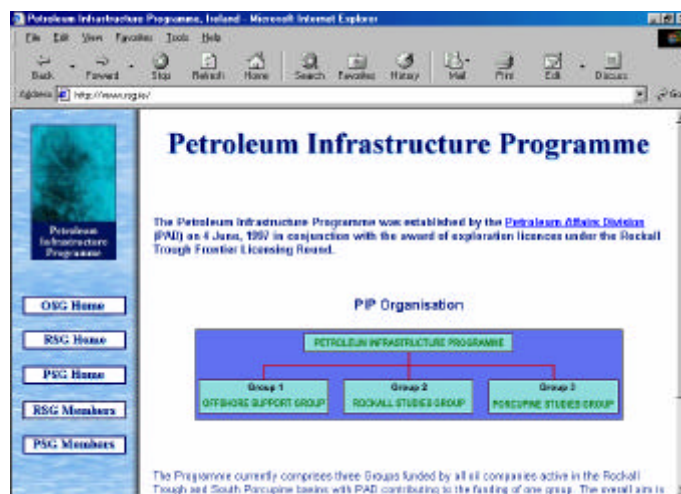 Petroleum Infrastructure Programme, Ireland - Microsoft Internet Explorer
File Edit View Favorites Tools Help
Back Forward Stop Refresh Home Search Favorites History Mail Print Edit Discuss
Address http://www.rsg.ie/ Go
Petroleum
Infrastructure
Programme
OSG Home
RSG Home
PSG Home
RSG Members
PSG Members
Petroleum Infrastructure Programme
The Petroleum Infrastructure Programme was established by the Petroleum Affairs Division
(PAD) on 4 June, 1997 in conjunction with the award of exploration licences under the Rockall
Trough Frontier Licensing Round.
PIP Organisation
PETROLEUM INFRASTRUCTURE PROGRAMME
Group 1
OFFSHORE SUPPORT GROUP
Group 2
ROCKALL STUDIES GROUP
Group 3
PORCUPINE STUDIES GROUP
The Programme currently comprises three Groups funded by all oil companies active in the Rockall
Trough and South Porcupine basins with PAD contributing to the funding of one group. The overall aim is